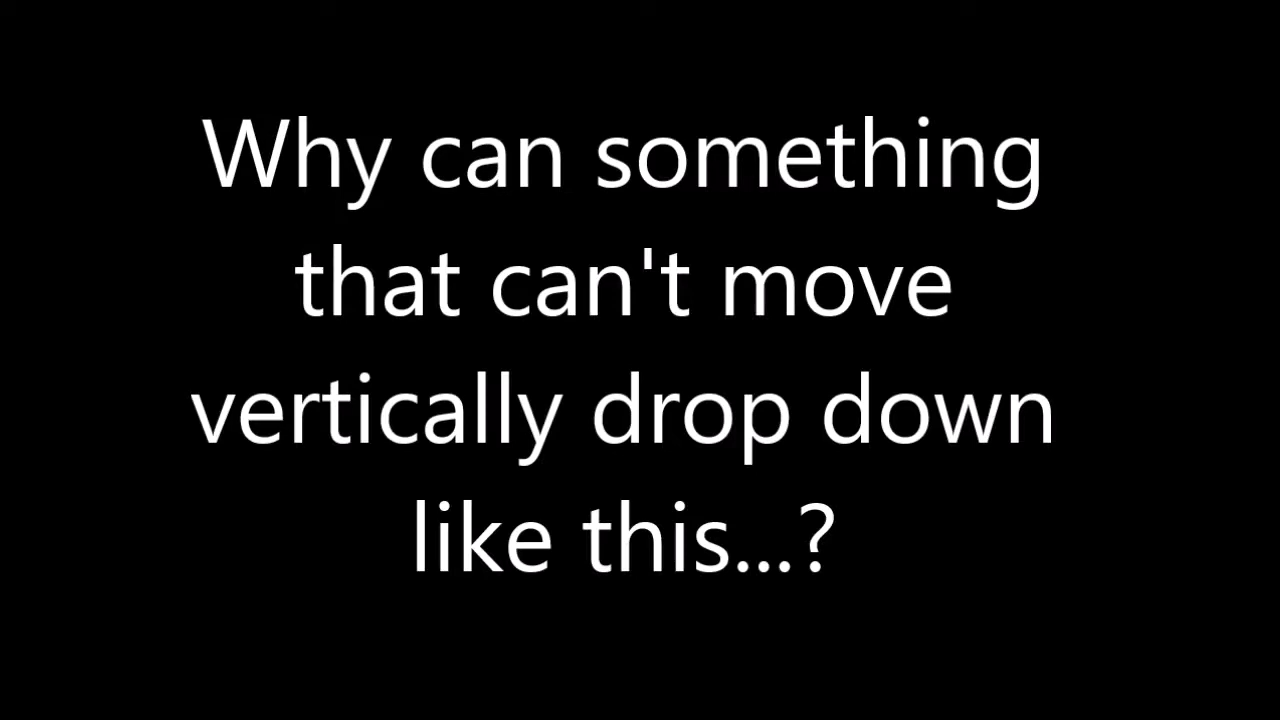 Why can something
that can't move
vertically drop down
like this...?